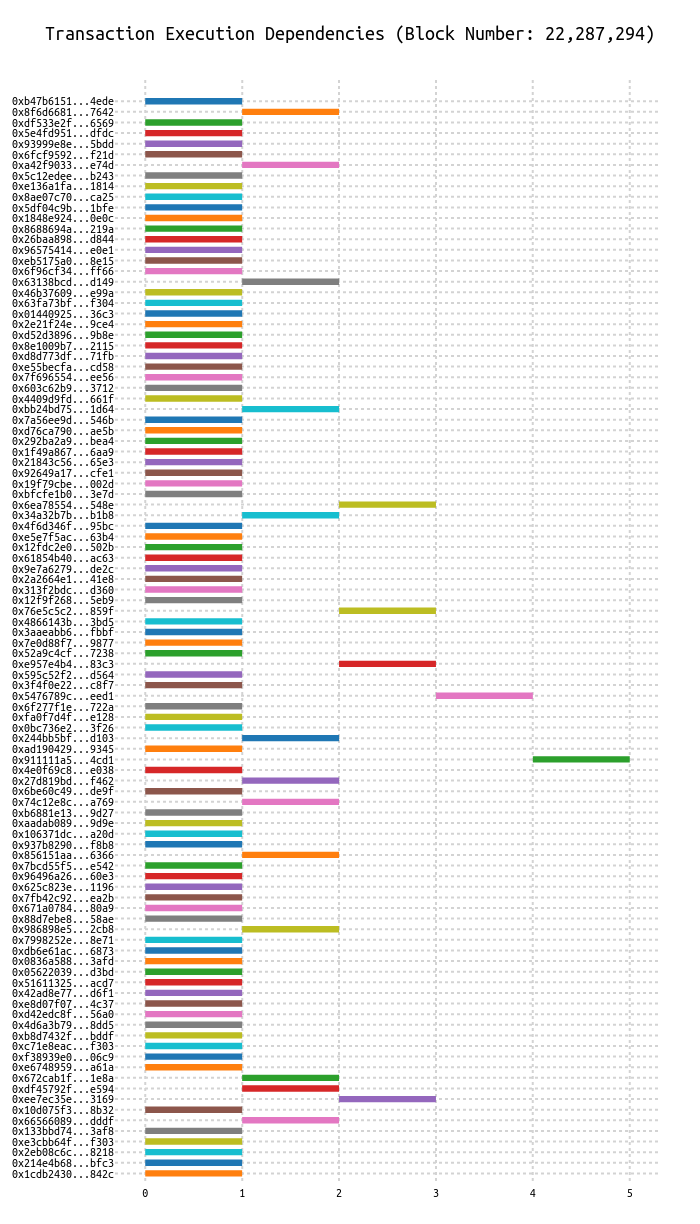 Transaction Execution Dependencies (Block Number: 22,287,294)
0xb47b6151...4ede
0x8f6d6681...7642
0xdf533e2f...6569
0x5e4fd951...dfdc
0x93999e8e...5bdd
0x6fcf9592...f21d
0xa42f9033...e74d
0x5c12edee...b243
0xe136a1fa...1814
0x8ae07c70...ca25
0x5df04c9b...1bfe
0x1848e924...0e0c
0x8688694a...219a
0x26baa898...d844
0x96575414...e0e1
0xeb5175a0...8e15
0x6f96cf34...ff66
0x63138bcd...d149
0x46b37609...e99a
0x63fa73bf...f304
0x01440925...36c3
0x2e21f24e...9ce4
0xd52d3896...9b8e
0x8e1009b7...2115
0xd8d773df...71fb
0xe55becfa...cd58
0x7f696554...ee56
0x603c62b9...3712
0x4409d9fd...661f
0xbb24bd75...1d64
0x7a56ee9d...546b
0xd76ca790...ae5b
0x292ba2a9...bea4
0x1f49a867...6aa9
0x21843c56...65e3
0x92649a17...cfe1
0x19f79cbe...002d
0xbfcfe1b0...3e7d
0x6ea78554...548e
0x34a32b7b...b1b8
0x4f6d346f...95bc
0xe5e7f5ac...63b4
0x12fdc2e0...502b
0x61854b40...ac63
0x9e7a6279...de2c
0x2a2664e1...41e8
0x313f2bdc...d360
0x12f9f268...5eb9
0x76e5c5c2...859f
0x4866143b...3bd5
0x3aaeabb6...fbbf
0x7e0d88f7...9877
0x52a9c4cf...7238
0xe957e4b4...83c3
0x595c52f2...d564
0x3f4f0e22...c8f7
0x5476789c...eed1
0x6f277f1e...722a
0xfa0f7d4f...e128
0x0bc736e2...3f26
0x244bb5bf...d103
0xad190429...9345
0x911111a5...4cd1
0x4e0f69c8...e038
0x27d819bd...f462
0x6be60c49...de9f
0x74c12e8c...a769
0xb6881e13...9d27
0xaadab089...9d9e
0x106371dc...a20d
0x937b8290...f8b8
0x856151aa...6366
0x7bcd55f5...e542
0x96496a26...60e3
0x625c823e...1196
0x7fb42c92...ea2b
0x671a0784...80a9
0x88d7ebe8...58ae
0x986898e5...2cb8
0x7998252e...8e71
0xdb6e61ac...6873
0x0836a588...3afd
0x05622039...d3bd
0x51611325...acd7
0x42ad8e77...d6f1
0xe8d07f07...4c37
0xd42edc8f...56a0
0x4d6a3b79...8dd5
0xb8d7432f...bddf
0xc71e8eac...f303
0xf38939e0...06c9
0xe6748959...a61a
0x672cab1f...1e8a
0xdf45792f...e594
0xee7ec35e...3169
0x10d075f3...8b32
0x66566089...dddf
0x133bbd74...3af8
0xe3cbb64f...f303
0x2eb08c6c...8218
0x214e4b68...bfc3
0x1cdb2430...842c
0 1 2 3 4 5